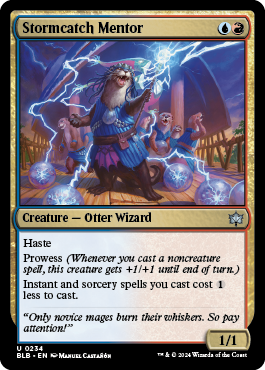 Stormcatch Mentor
Creature — Otter Wizard
Haste
Prowess (Whenever you cast a noncreature
spell, this creature gets +1/+1 until end of turn.)
Instant and sorcery spells you cast cost 1
less to cast.
“Only novice mages burn their whiskers. So pay
attention!”
1/1
U 0234
BLB • EN Manuel Castañón
™ & © 2024 Wizards of the Coast